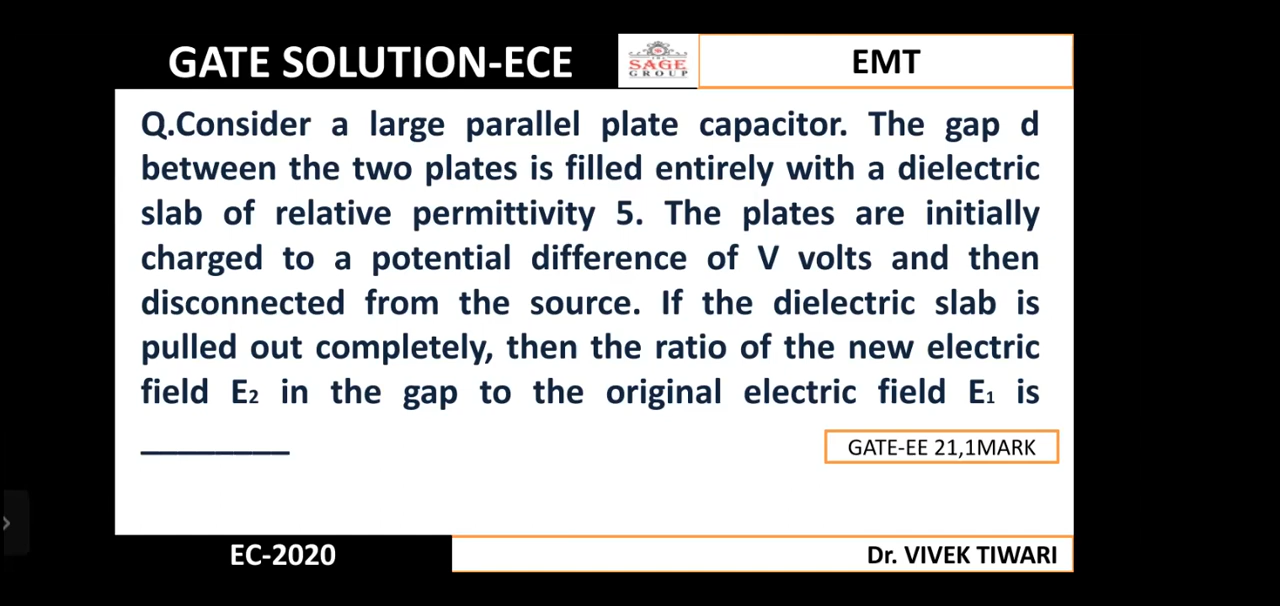 GATE SOLUTION-ECE
SAGE
GROUP
EMT
Q.Consider a large parallel plate capacitor. The gap d
between the two plates is filled entirely with a dielectric
slab of relative permittivity 5. The plates are initially
charged to a potential difference of V volts and then
disconnected from the source. If the dielectric slab is
pulled out completely, then the ratio of the new electric
field E₂ in the gap to the original electric field E₁ is
________
GATE-EE 21,1MARK
EC-2020
Dr. VIVEK TIWARI